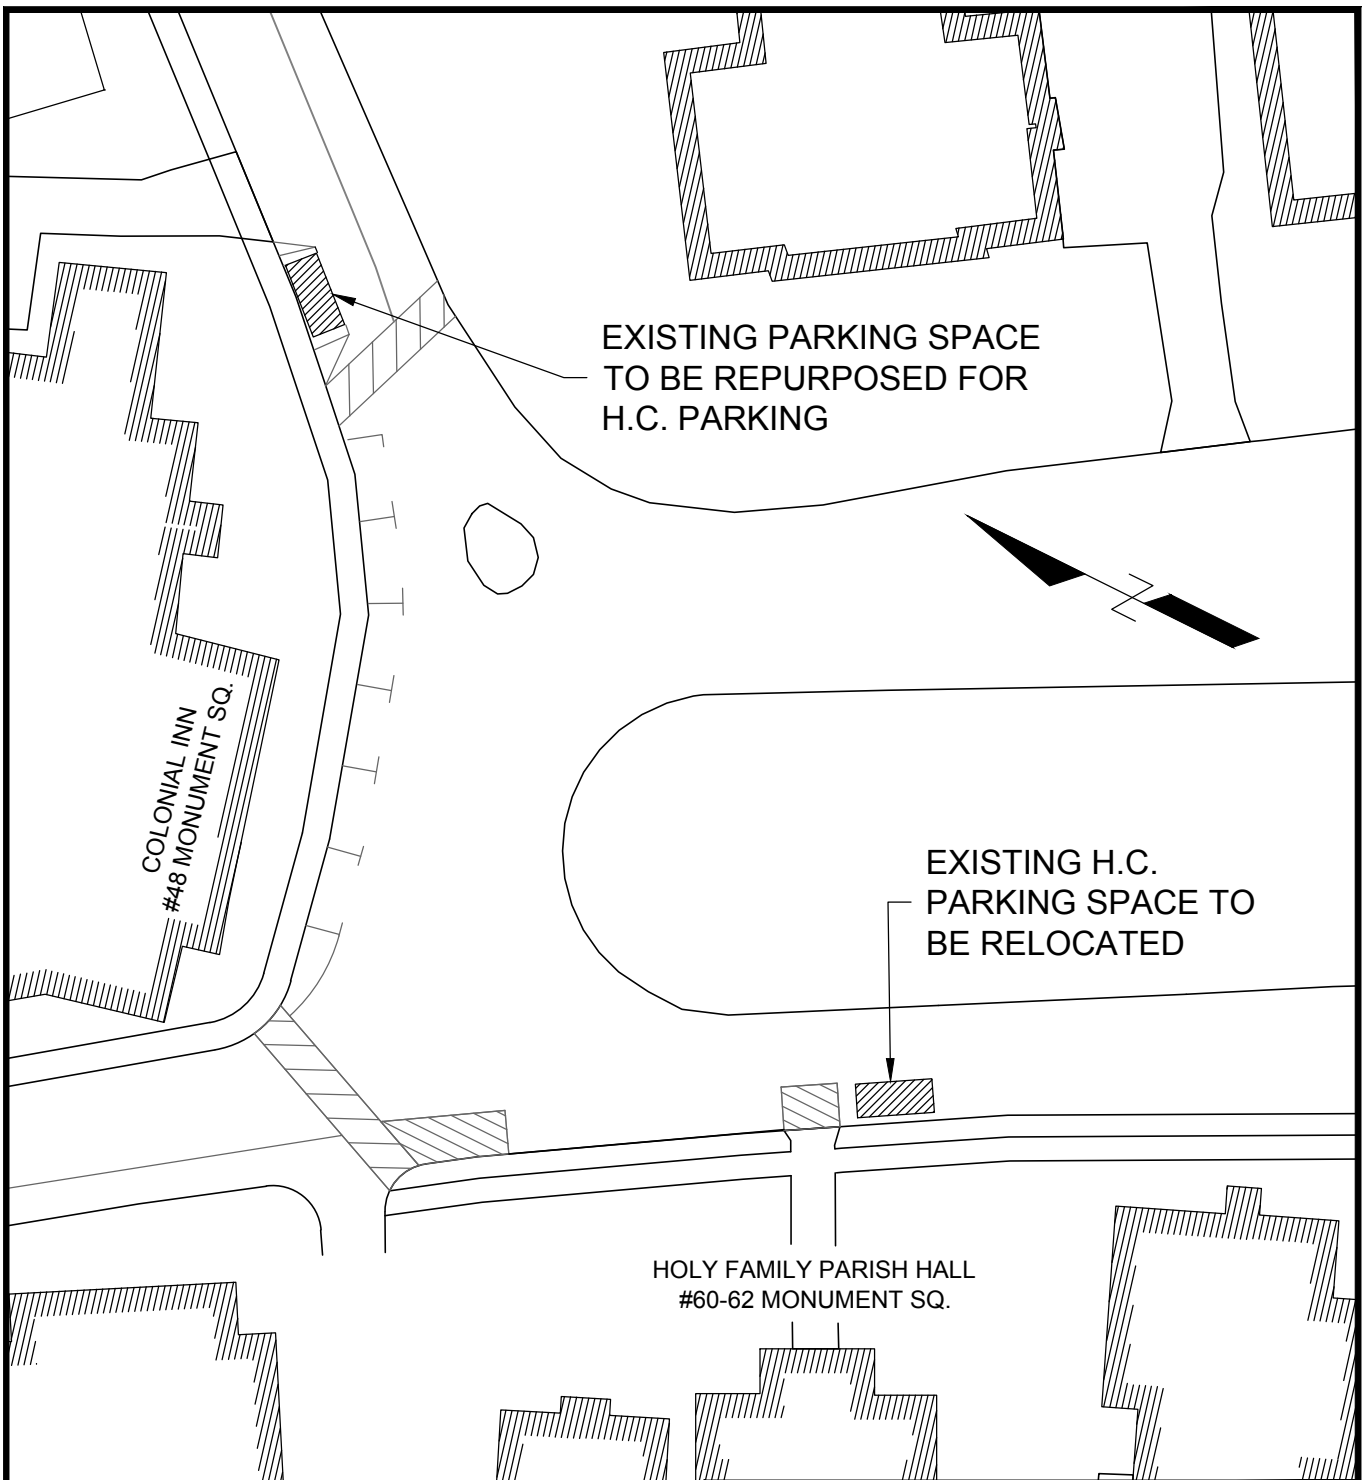 EXISTING PARKING SPACE
TO BE REPURPOSED FOR
H.C. PARKING
COLONIAL INN
#48 MONUMENT SQ.
EXISTING H.C.
PARKING SPACE TO
BE RELOCATED
HOLY FAMILY PARISH HALL
#60-62 MONUMENT SQ.